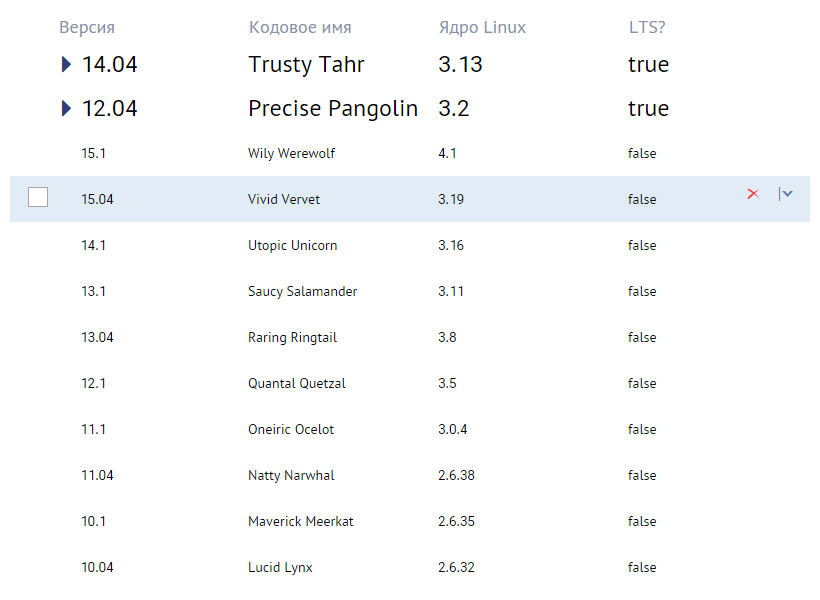 Версия Кодовое имя Ядро Linux LTS?
14.04 Trusty Tahr 3.13 true
12.04 Precise Pangolin 3.2 true
15.1 Wily Werewolf 4.1 false
15.04 Vivid Vervet 3.19 false
14.1 Utopic Unicorn 3.16 false
13.1 Saucy Salamander 3.11 false
13.04 Raring Ringtail 3.8 false
12.1 Quantal Quetzal 3.5 false
11.1 Oneiric Ocelot 3.0.4 false
11.04 Natty Narwhal 2.6.38 false
10.1 Maverick Meerkat 2.6.35 false
10.04 Lucid Lynx 2.6.32 false